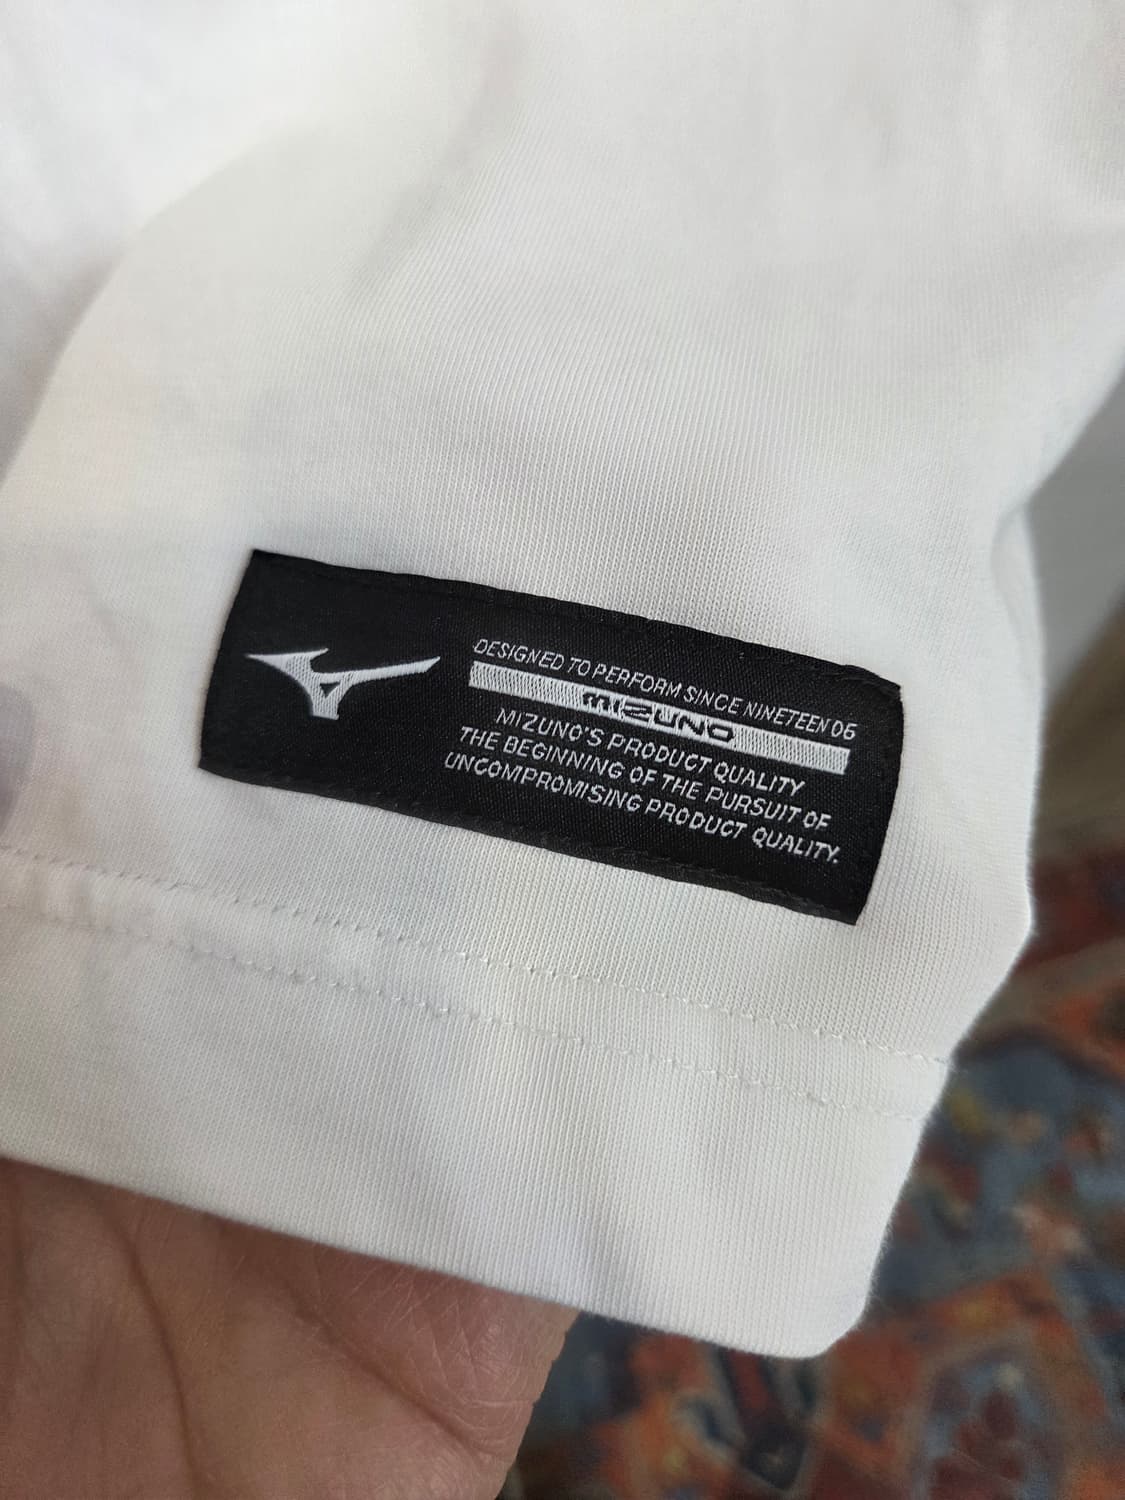 DESIGNED TO PERFORM SINCE NINETEEN 06
MIZUNO
MIZUNO'S PRODUCT QUALITY
THE BEGINNING OF THE PURSUIT OF
UNCOMPROMISING PRODUCT QUALITY.